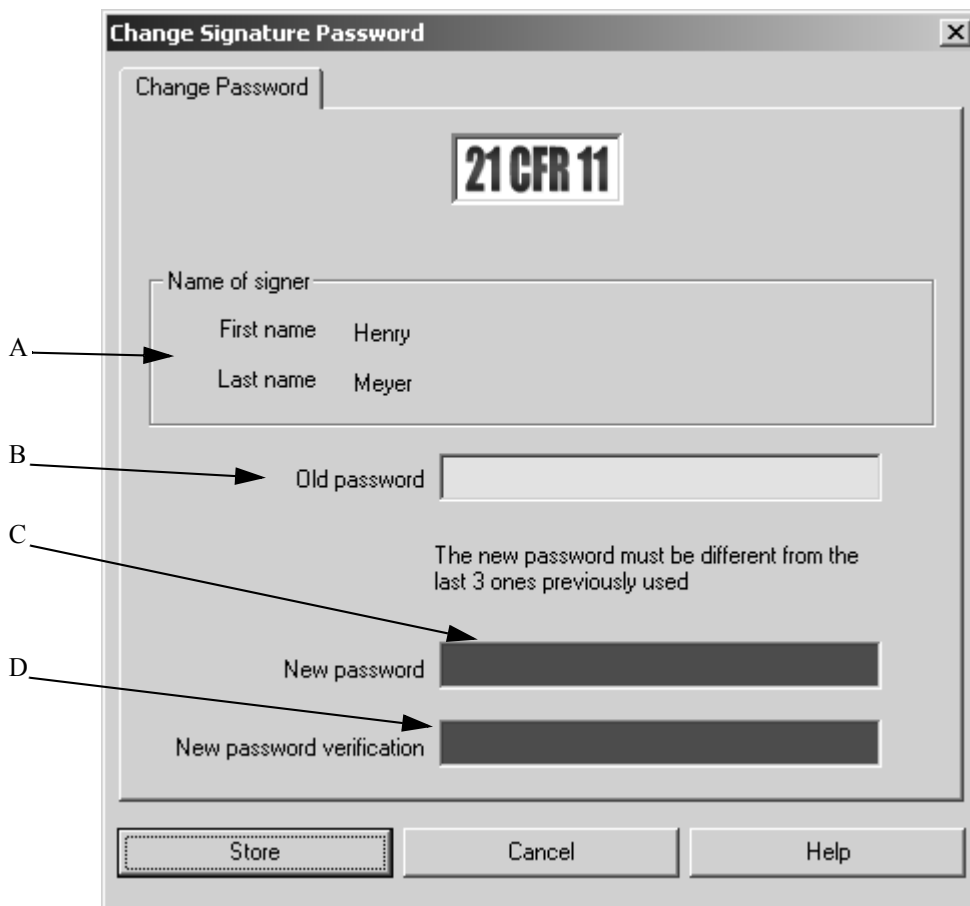 Change Signature Password
Change Password
21 CFR 11
Name of signer
First name Henry
A
Last name Meyer
B
Old password
C
The new password must be different from the
last 3 ones previously used
New password
D
New password verification
Store Cancel Help